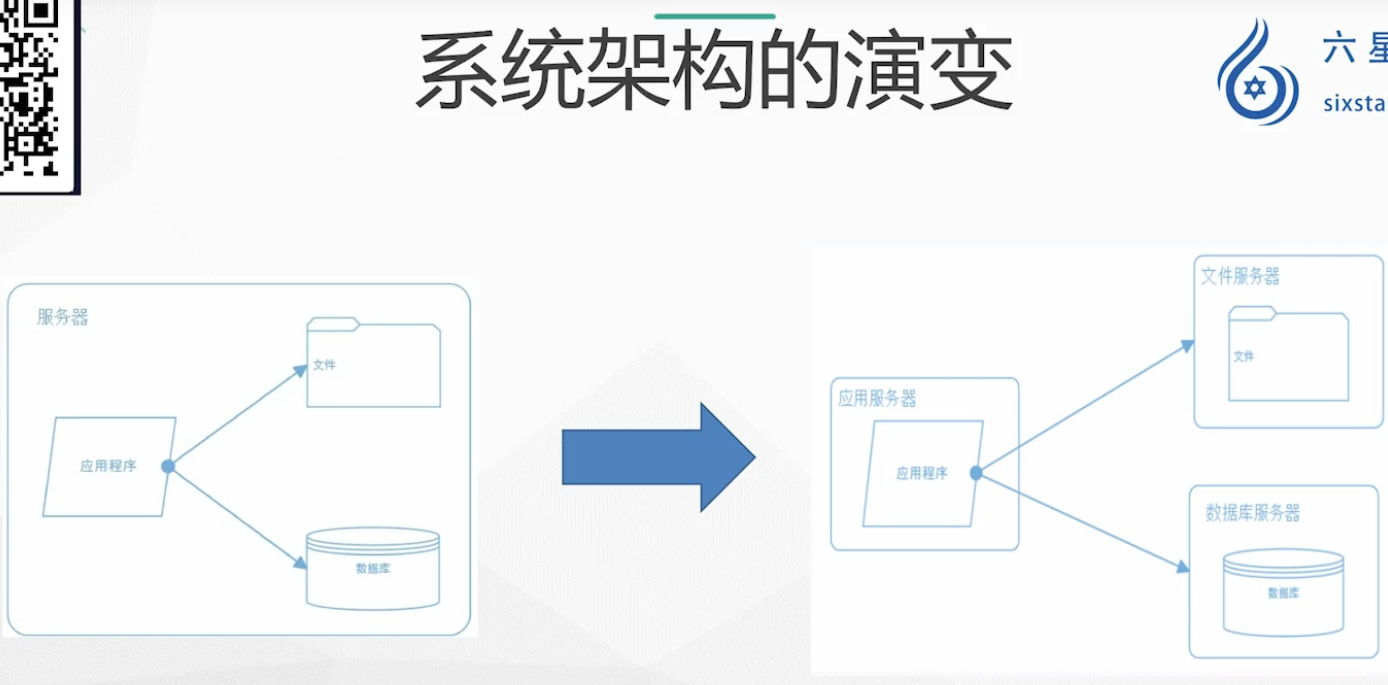 系统架构的演变
六星
sixsta
服务器
文件
应用程序
数据库
文件服务器
文件
应用服务器
应用程序
数据库服务器
数据库